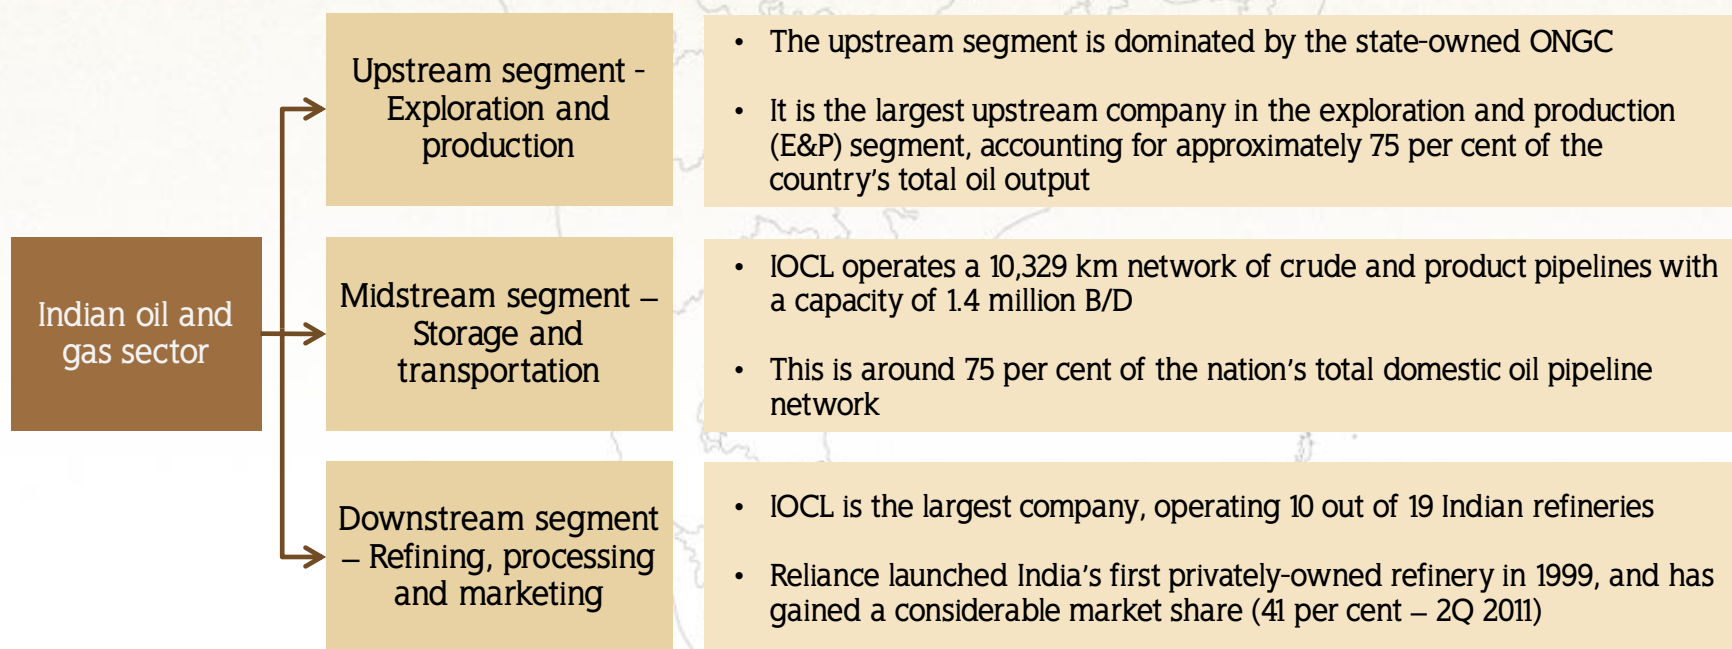 Indian oil and
gas sector
Upstream segment -
Exploration and
production
• The upstream segment is dominated by the state-owned ONGC
• It is the largest upstream company in the exploration and production
(E&P) segment, accounting for approximately 75 per cent of the
country's total oil output
Midstream segment –
Storage and
transportation
• IOCL operates a 10,329 km network of crude and product pipelines with
a capacity of 1.4 million B/D
• This is around 75 per cent of the nation's total domestic oil pipeline
network
Downstream segment
– Refining, processing
and marketing
• IOCL is the largest company, operating 10 out of 19 Indian refineries
• Reliance launched India's first privately-owned refinery in 1999, and has
gained a considerable market share (41 per cent – 2Q 2011)